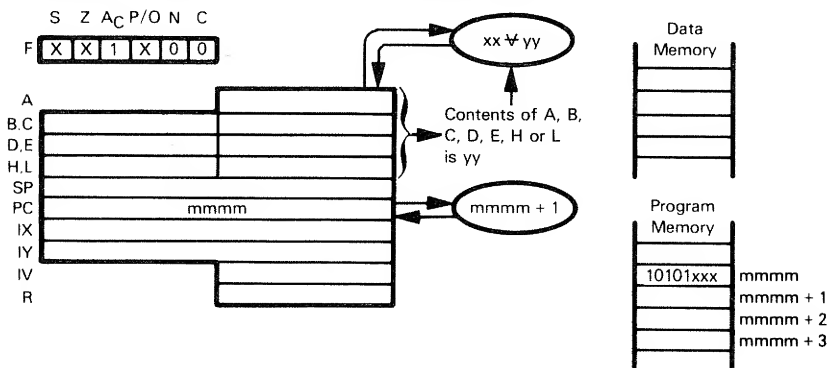 S Z AC P/O N C
F X X 1 X 0 0
A
B,C
D,E
H,L
SP
PC mmmm
IX
IY
IV
R
xx ⊻ yy
Contents of A, B,
C, D, E, H or L
is yy
mmmm + 1
Data
Memory
Program
Memory
10101xxx mmmm
mmmm + 1
mmmm + 2
mmmm + 3